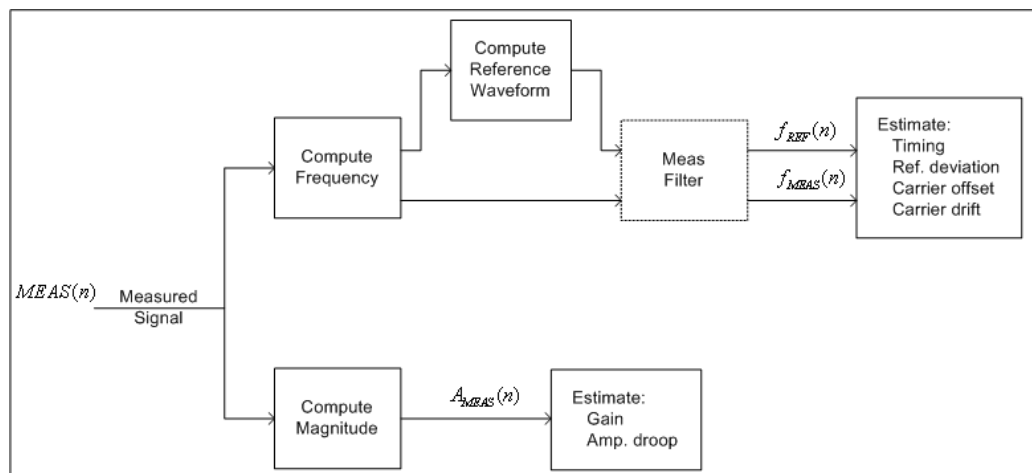 Compute
Reference
Waveform
Compute
Frequency
Meas
Filter
f_REF(n)
f_MEAS(n)
Estimate:
Timing
Ref. deviation
Carrier offset
Carrier drift
MEAS(n)
Measured
Signal
Compute
Magnitude
A_MEAS(n)
Estimate:
Gain
Amp. droop